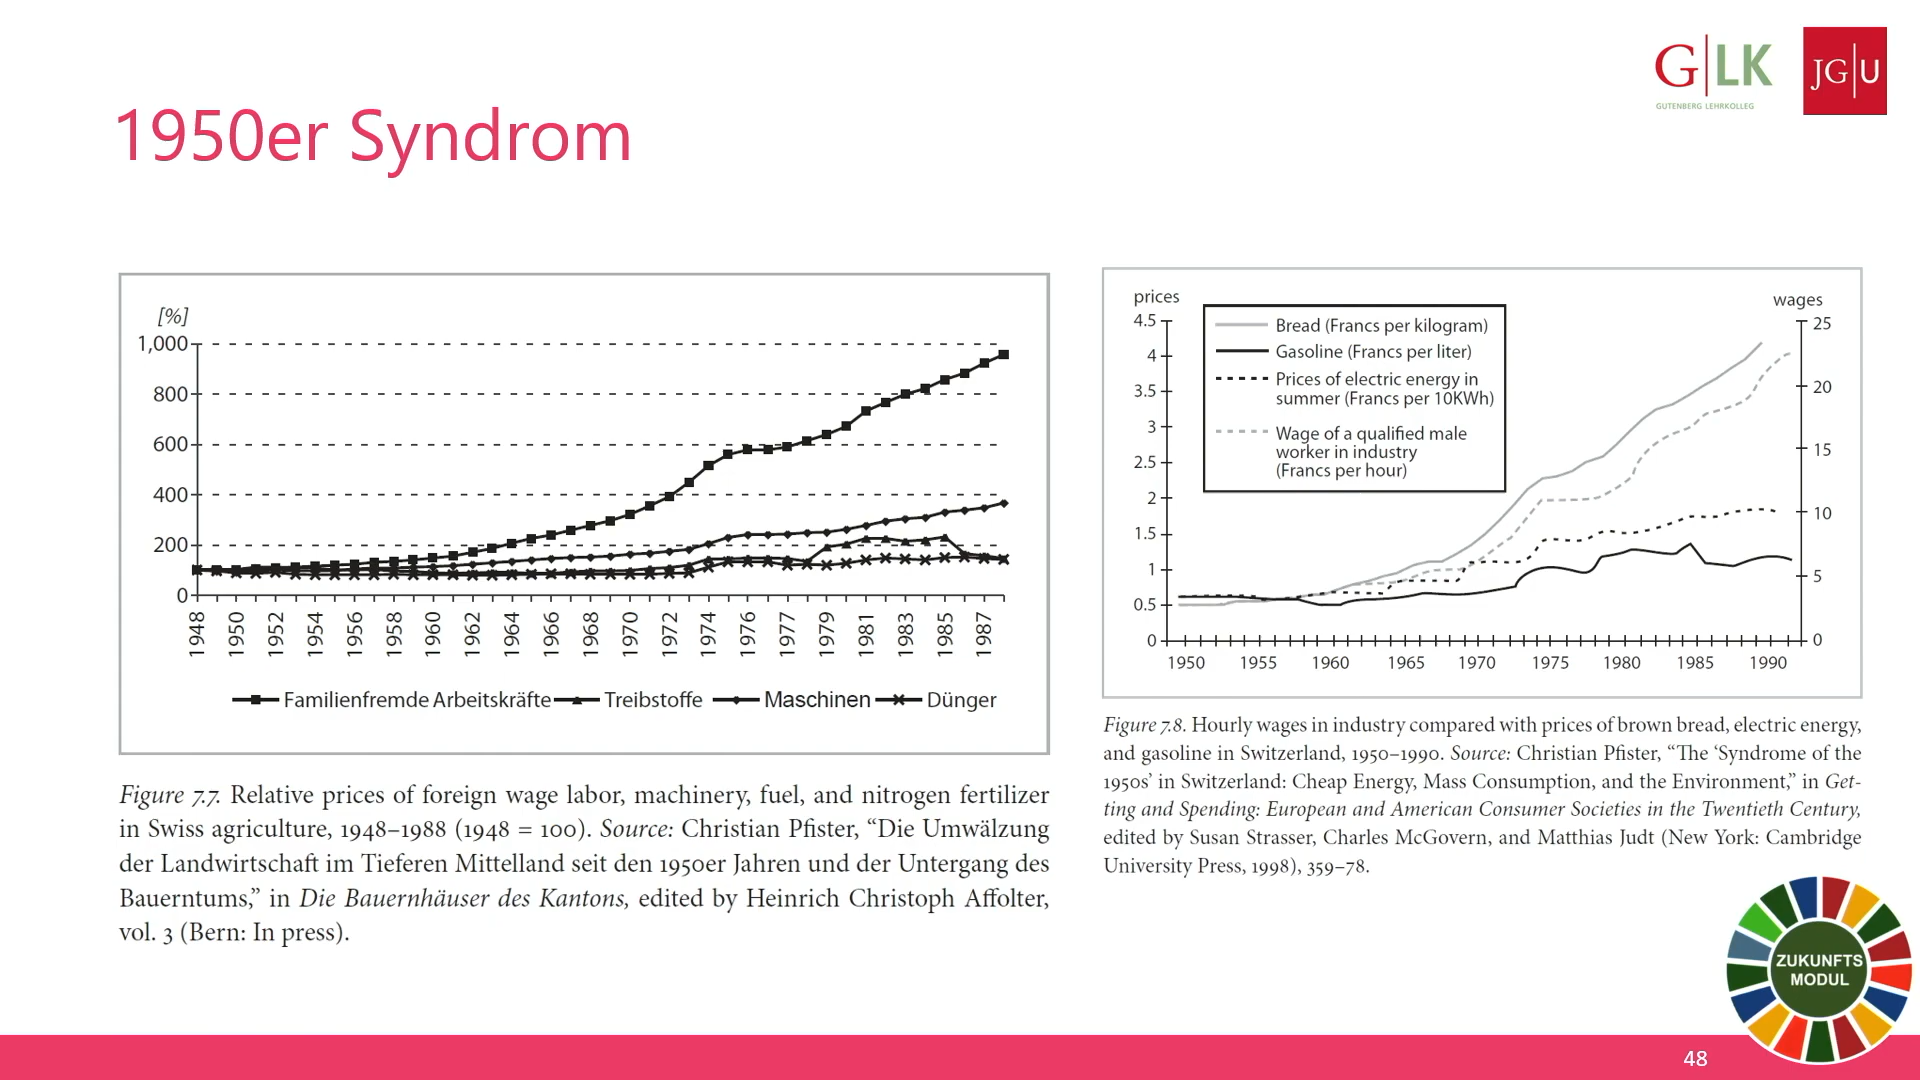 G|LK
GUTENBERG LEHRKOLLEG
JG|U
1950er Syndrom
[%]
1,000
800
600
400
200
0
1948
1950
1952
1954
1956
1958
1960
1962
1964
1966
1968
1970
1972
1974
1976
1977
1979
1981
1983
1985
1987
Familienfremde Arbeitskräfte
Treibstoffe
Maschinen
Dünger
Figure 7.7. Relative prices of foreign wage labor, machinery, fuel, and nitrogen fertilizer
in Swiss agriculture, 1948–1988 (1948 = 100). Source: Christian Pfister, “Die Umwälzung
der Landwirtschaft im Tieferen Mittelland seit den 1950er Jahren und der Untergang des
Bauerntums,” in Die Bauernhäuser des Kantons, edited by Heinrich Christoph Affolter,
vol. 3 (Bern: In press).
prices
wages
4.5
4
3.5
3
2.5
2
1.5
1
0.5
0
Bread (Francs per kilogram)
Gasoline (Francs per liter)
Prices of electric energy in
summer (Francs per 10KWh)
Wage of a qualified male
worker in industry
(Francs per hour)
25
20
15
10
5
0
1950
1955
1960
1965
1970
1975
1980
1985
1990
Figure 7.8. Hourly wages in industry compared with prices of brown bread, electric energy,
and gasoline in Switzerland, 1950–1990. Source: Christian Pfister, “The ‘Syndrome of the
1950s’ in Switzerland: Cheap Energy, Mass Consumption, and the Environment,” in Get-
ting and Spending: European and American Consumer Societies in the Twentieth Century,
edited by Susan Strasser, Charles McGovern, and Matthias Judt (New York: Cambridge
University Press, 1998), 359–78.
ZUKUNFTS
MODUL
48